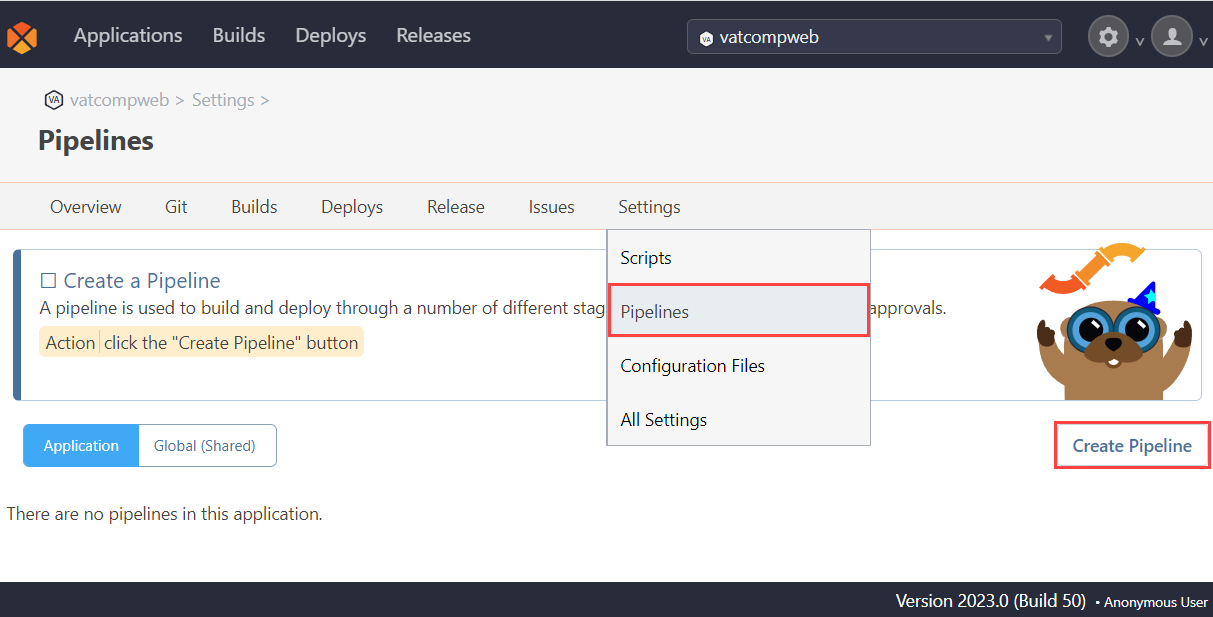 Applications Builds Deploys Releases
VA vatcompweb
v v
VA vatcompweb > Settings >
Pipelines
Overview Git Builds Deploys Release Issues Settings
Scripts
Pipelines
Configuration Files
All Settings
Create a Pipeline
A pipeline is used to build and deploy through a number of different stag approvals.
Action click the "Create Pipeline" button
Application Global (Shared)
Create Pipeline
There are no pipelines in this application.
Version 2023.0 (Build 50) • Anonymous User